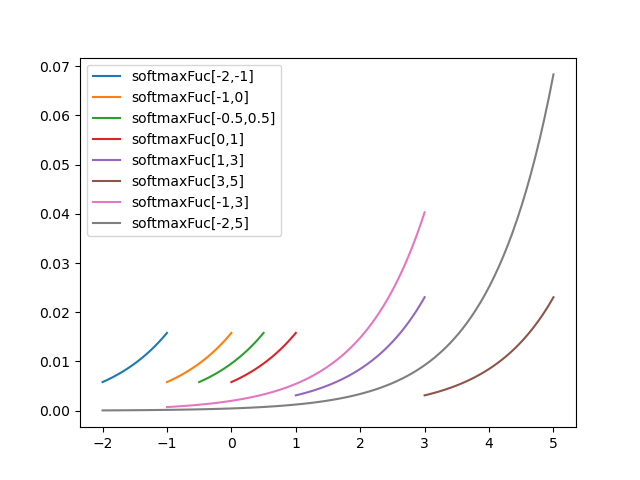 0.07
0.06
0.05
0.04
0.03
0.02
0.01
0.00
softmaxFuc[-2,-1]
softmaxFuc[-1,0]
softmaxFuc[-0.5,0.5]
softmaxFuc[0,1]
softmaxFuc[1,3]
softmaxFuc[3,5]
softmaxFuc[-1,3]
softmaxFuc[-2,5]
−2 −1 0 1 2 3 4 5